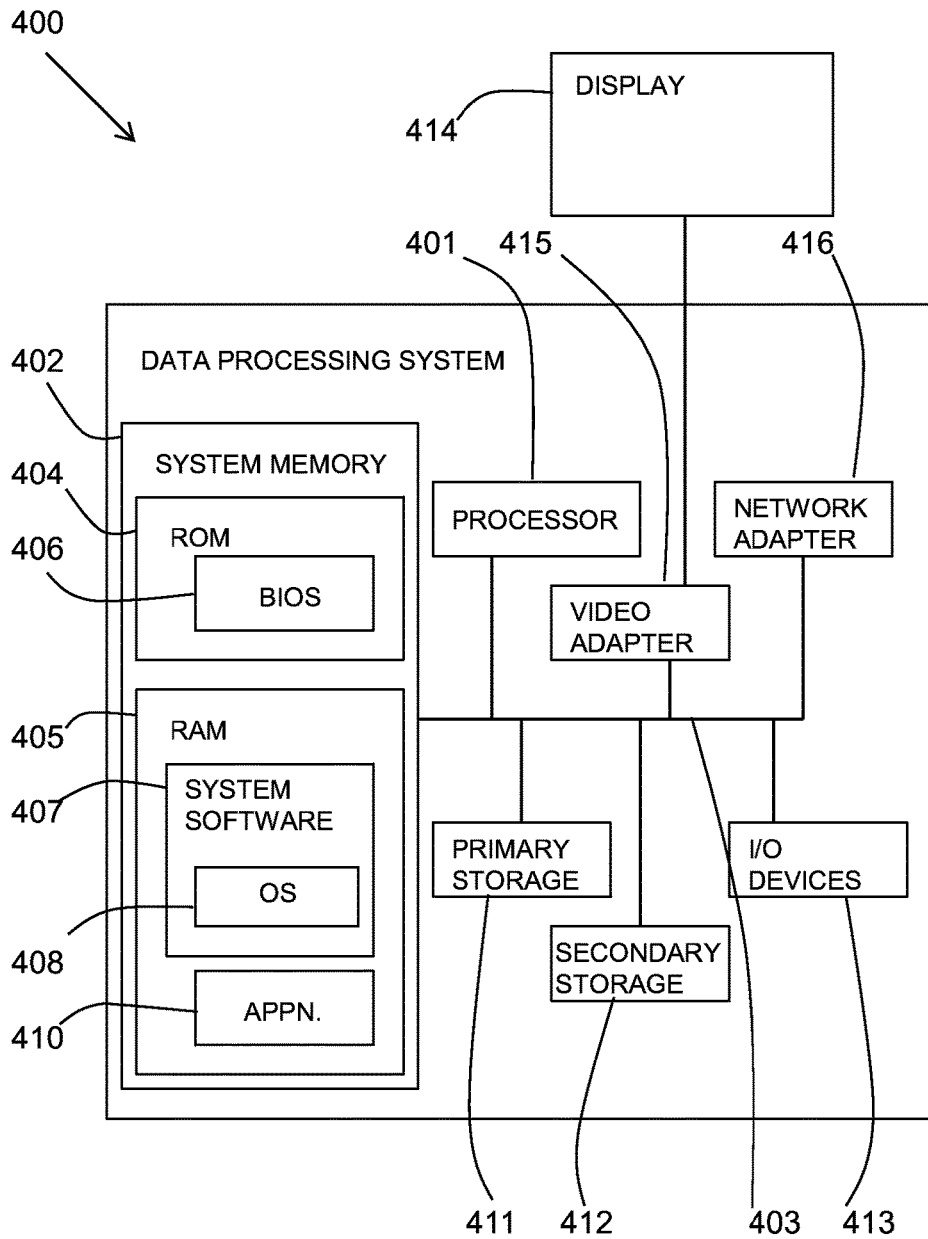 400
DISPLAY
414
401
415
416
402
DATA PROCESSING SYSTEM
SYSTEM MEMORY
404
ROM
PROCESSOR
NETWORK
ADAPTER
406
BIOS
VIDEO
ADAPTER
405
RAM
407
SYSTEM
SOFTWARE
PRIMARY
STORAGE
I/O
DEVICES
OS
408
SECONDARY
STORAGE
410
APPN.
411
412
403
413